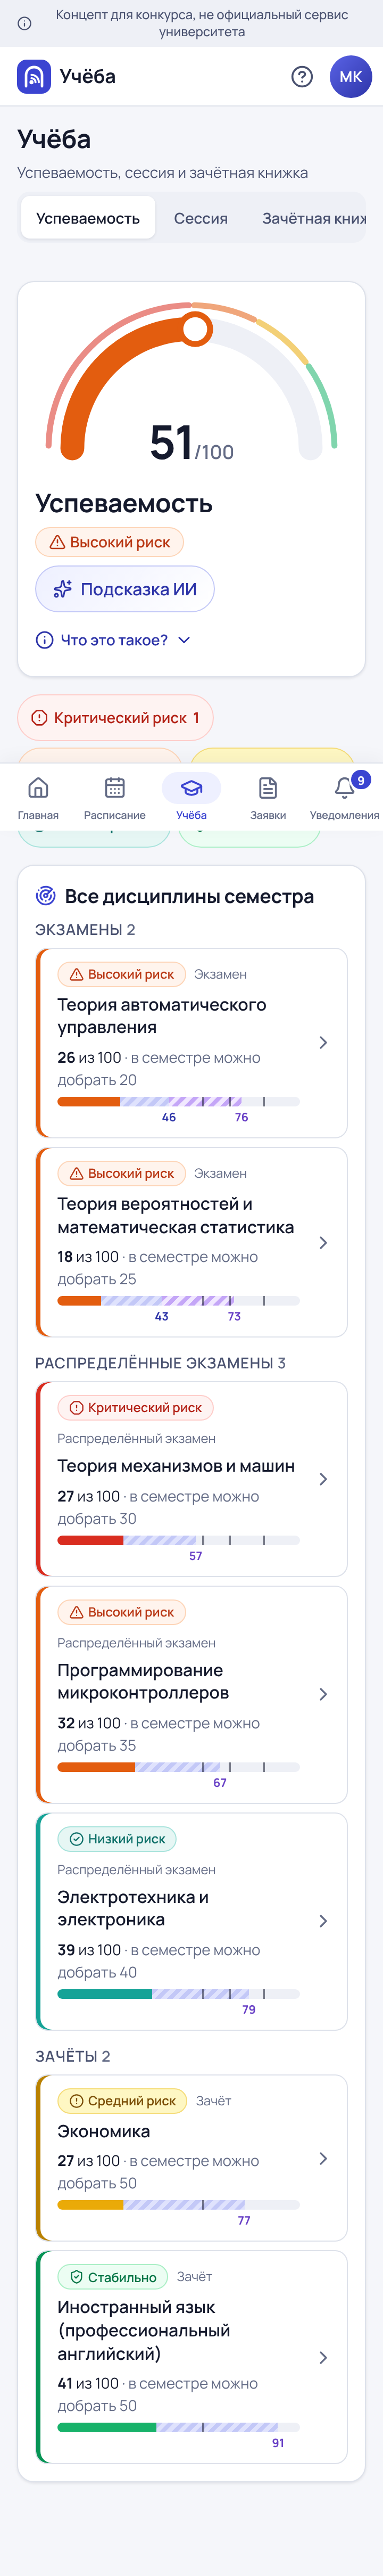 Концепт для конкурса, не официальный сервис
университета
Учёба
МК
Учёба
Успеваемость, сессия и зачётная книжка
Успеваемость
Сессия
Зачётная книж
51/100
Успеваемость
Высокий риск
Подсказка ИИ
Что это такое?
Критический риск 1
9
Главная
Расписание
Учёба
Заявки
Уведомления
Все дисциплины семестра
ЭКЗАМЕНЫ 2
Высокий риск Экзамен
Теория автоматического
управления
26 из 100 · в семестре можно
добрать 20
46 76
Высокий риск Экзамен
Теория вероятностей и
математическая статистика
18 из 100 · в семестре можно
добрать 25
43 73
РАСПРЕДЕЛЁННЫЕ ЭКЗАМЕНЫ 3
Критический риск
Распределённый экзамен
Теория механизмов и машин
27 из 100 · в семестре можно
добрать 30
57
Высокий риск
Распределённый экзамен
Программирование
микроконтроллеров
32 из 100 · в семестре можно
добрать 35
67
Низкий риск
Распределённый экзамен
Электротехника и
электроника
39 из 100 · в семестре можно
добрать 40
79
ЗАЧЁТЫ 2
Средний риск Зачёт
Экономика
27 из 100 · в семестре можно
добрать 50
77
Стабильно Зачёт
Иностранный язык
(профессиональный
английский)
41 из 100 · в семестре можно
добрать 50
91